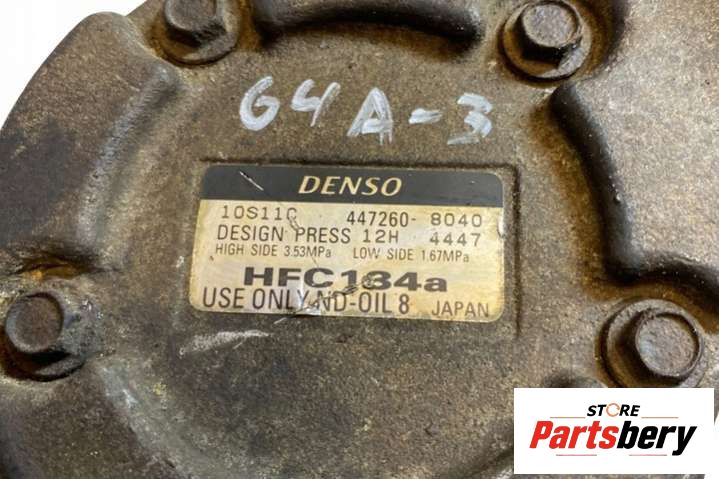 G4A-3
DENSO
10S11C 447260-8040
DESIGN PRESS 12H 4447
HIGH SIDE 3.53MPa LOW SIDE 1.67MPa
HFC134a
USE ONLY ND-OIL 8 JAPAN
STORE
Partsbery